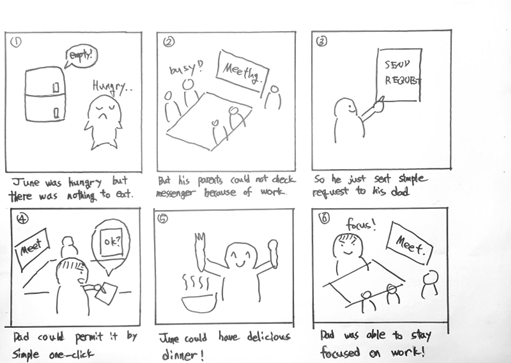 ①
empty!
Hungry..
June was hungry but
there was nothing to eat.
②
busy!?
Meeting.
But his parents could not check
messenger because of work.
③
SEND
REQUEST
So he just sent simple
request to his dad.
④
Meet
OK?
Dad could permit it by
simple one-click
⑤
June could have delicious
dinner!
⑥
focus!
Meet.
Dad was able to stay
focused on work!